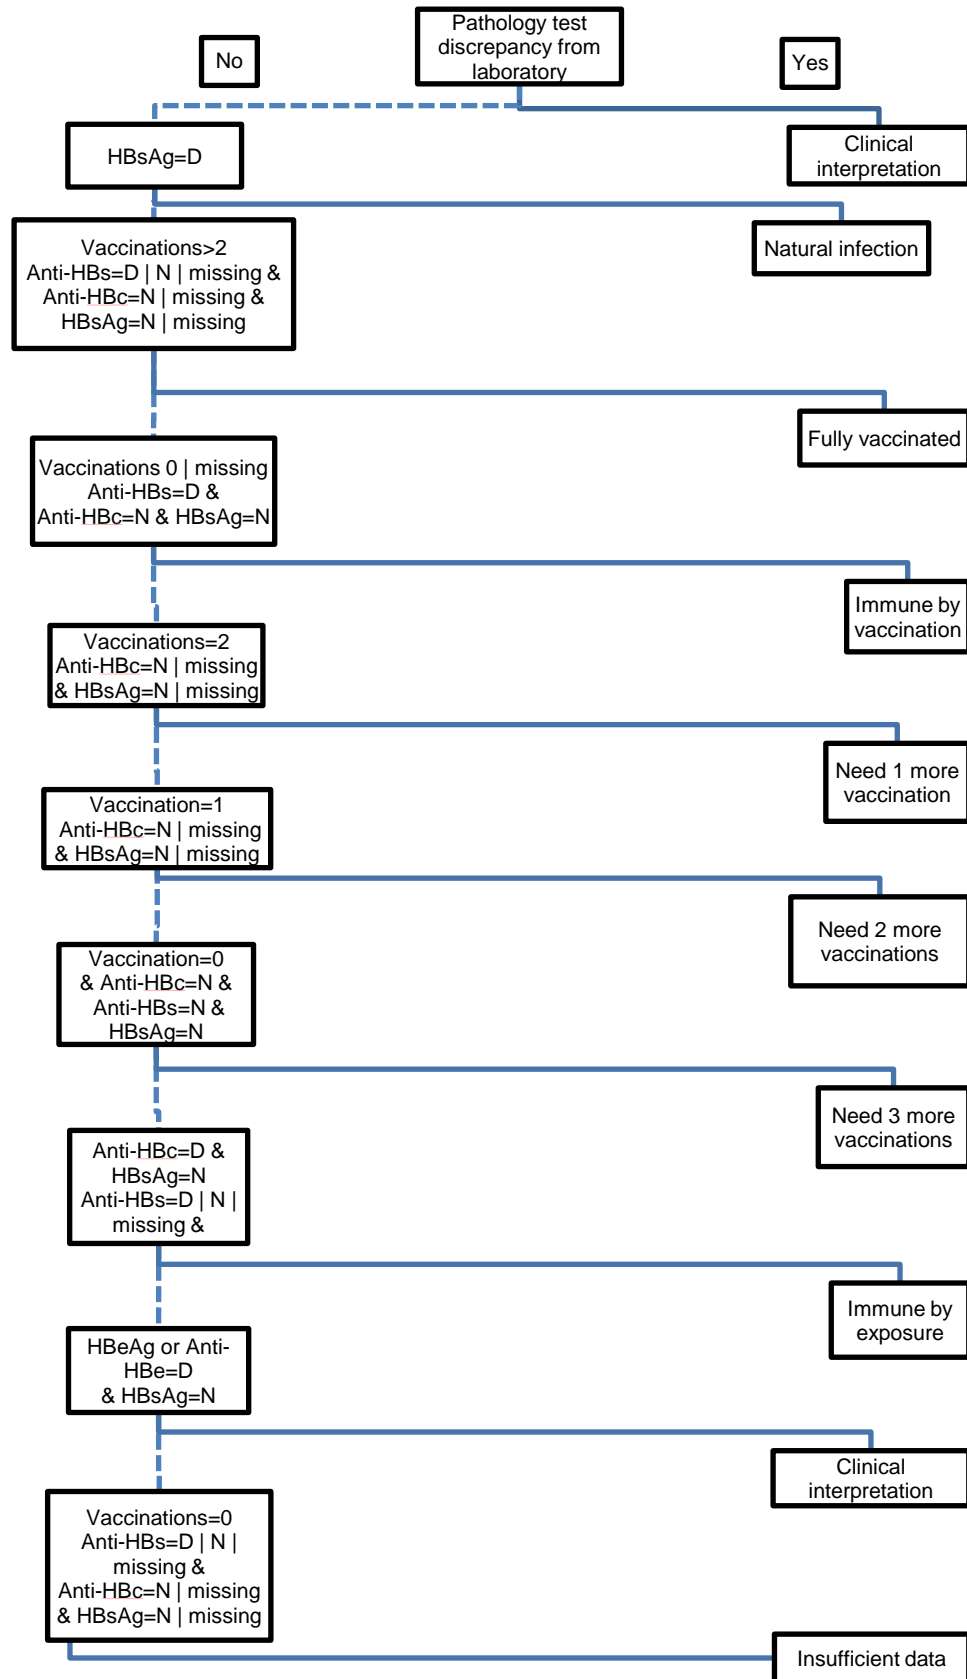 No
Pathology test
discrepancy from
laboratory
Yes
HBsAg=D
Clinical
interpretation
Vaccinations>2
Anti-HBs=D | N | missing &
Anti-HBc=N | missing &
HBsAg=N | missing
Natural infection
Fully vaccinated
Vaccinations 0 | missing
Anti-HBs=D &
Anti-HBc=N & HBsAg=N
Immune by
vaccination
Vaccinations=2
Anti-HBc=N | missing
& HBsAg=N | missing
Need 1 more
vaccination
Vaccination=1
Anti-HBc=N | missing
& HBsAg=N | missing
Need 2 more
vaccinations
Vaccination=0
& Anti-HBc=N &
Anti-HBs=N &
HBsAg=N
Need 3 more
vaccinations
Anti-HBc=D &
HBsAg=N
Anti-HBs=D | N |
missing &
Immune by
exposure
HBeAg or Anti-
HBe=D
& HBsAg=N
Clinical
interpretation
Vaccinations=0
Anti-HBs=D | N |
missing &
Anti-HBc=N | missing
& HBsAg=N | missing
Insufficient data